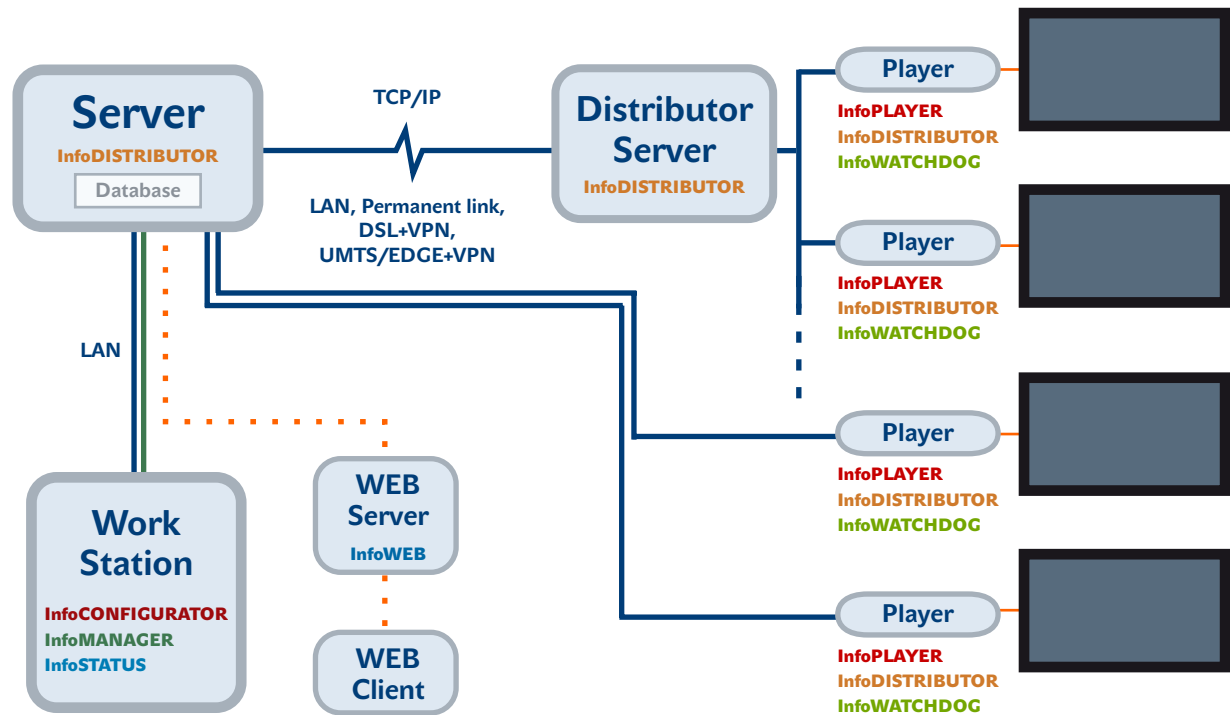 Server
InfoDISTRIBUTOR
Database
TCP/IP
LAN, Permanent link,
DSL+VPN,
UMTS/EDGE+VPN
Distributor
Server
InfoDISTRIBUTOR
Player
InfoPLAYER
InfoDISTRIBUTOR
InfoWATCHDOG
Player
InfoPLAYER
InfoDISTRIBUTOR
InfoWATCHDOG
Player
InfoPLAYER
InfoDISTRIBUTOR
InfoWATCHDOG
Player
InfoPLAYER
InfoDISTRIBUTOR
InfoWATCHDOG
LAN
Work
Station
InfoCONFIGURATOR
InfoMANAGER
InfoSTATUS
WEB
Server
InfoWEB
WEB
Client